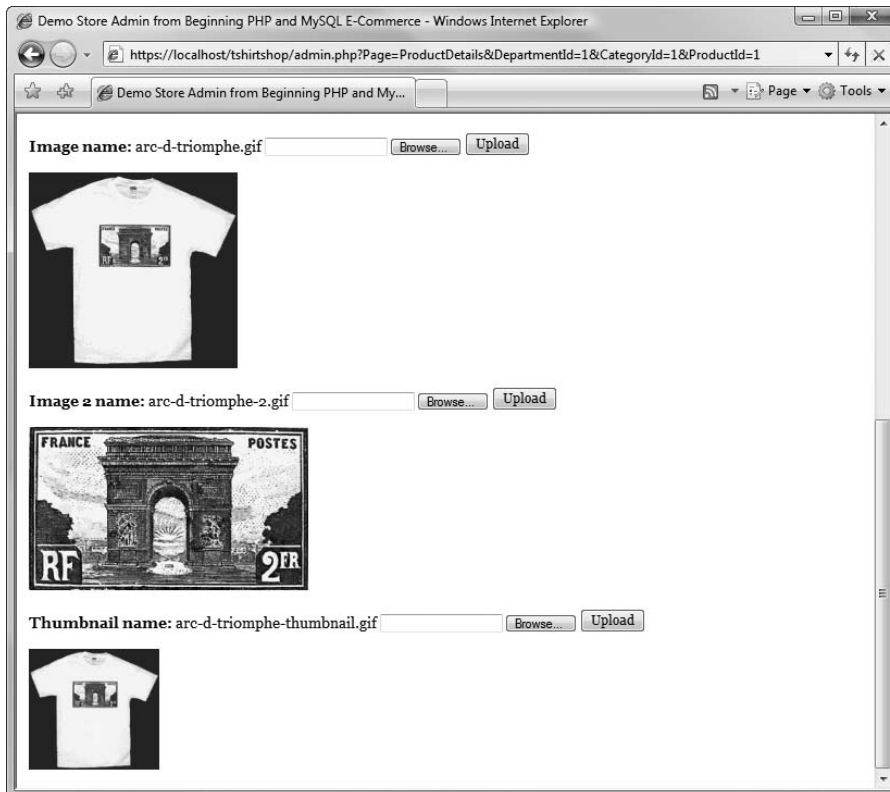 Demo Store Admin from Beginning PHP and MySQL E-Commerce - Windows Internet Explorer
https://localhost/tshirtshop/admin.php?Page=ProductDetails&DepartmentId=1&CategoryId=1&ProductId=1
Demo Store Admin from Beginning PHP and My... Page Tools
Image name: arc-d-triomphe.gif Browse... Upload
FRANCE POSTES
RF 2FR
Image 2 name: arc-d-triomphe-2.gif Browse... Upload
FRANCE POSTES
RF 2FR
Thumbnail name: arc-d-triomphe-thumbnail.gif Browse... Upload